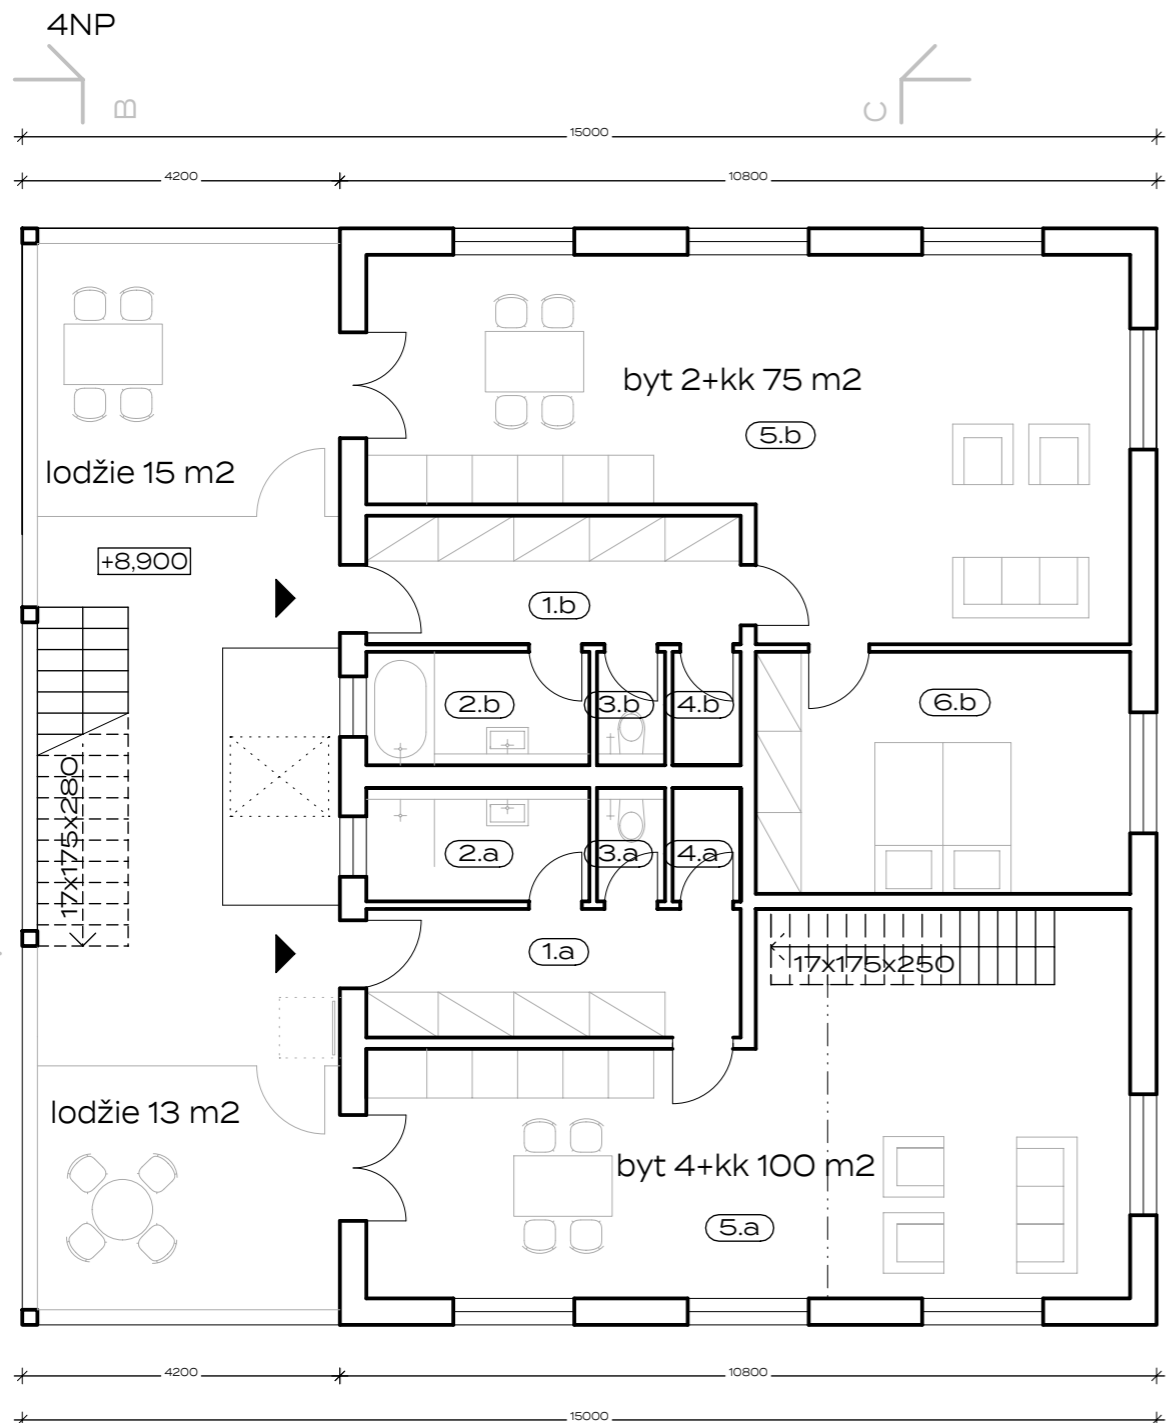 4NP
B
C
15000
4200
10800
byt 2+kk 75 m2
5.b
lodžie 15 m2
+8,900
1.b
2.b
3.b
4.b
6.b
17x175x280
2.a
3.a
4.a
1.a
17x175x250
lodžie 13 m2
byt 4+kk 100 m2
5.a
4200
10800
15000